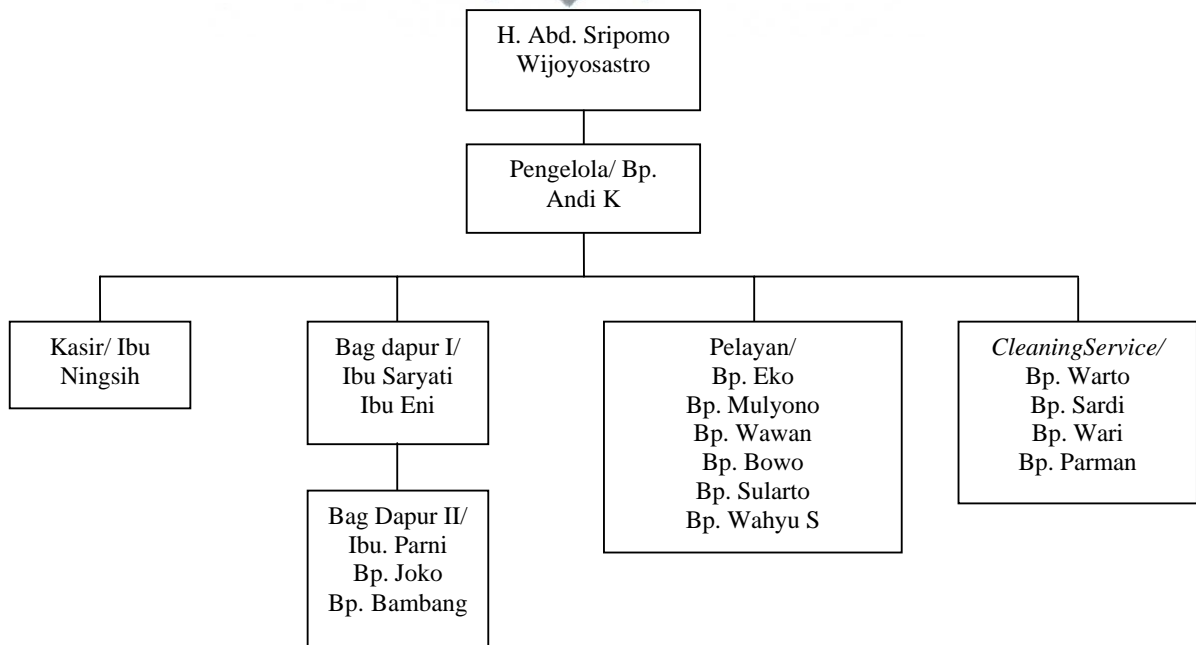 H. Abd. Sripomo
Wijoyosastro
Pengelola/ Bp.
Andi K
Kasir/ Ibu
Ningsih
Bag dapur I/
Ibu Saryati
Ibu Eni
Pelayan/
Bp. Eko
Bp. Mulyono
Bp. Wawan
Bp. Bowo
Bp. Sularto
Bp. Wahyu S
CleaningService/
Bp. Warto
Bp. Sardi
Bp. Wari
Bp. Parman
Bag Dapur II/
Ibu. Parni
Bp. Joko
Bp. Bambang